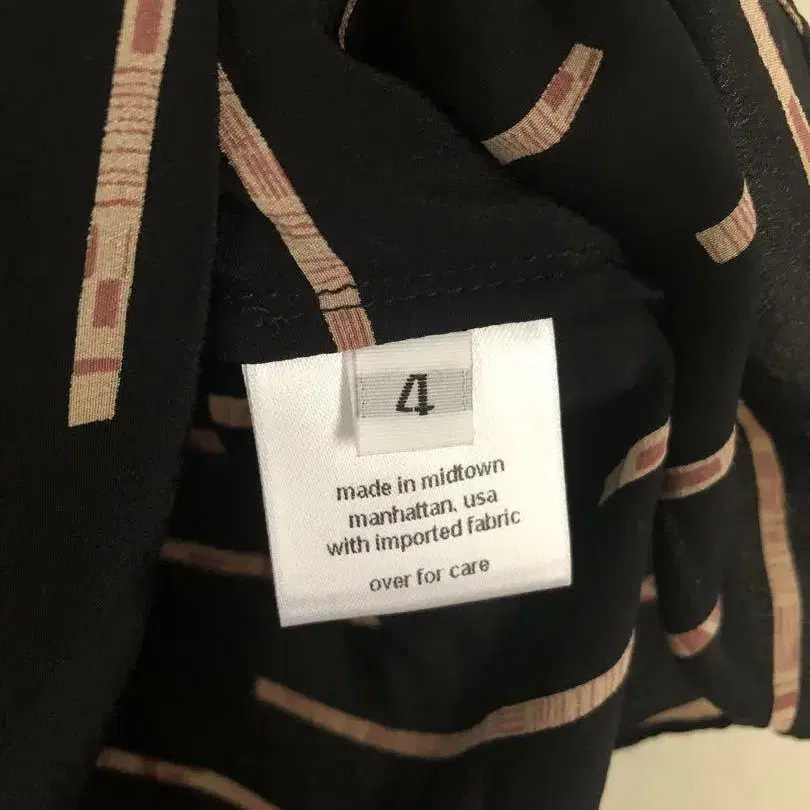 4
made in midtown
manhattan, usa
with imported fabric
over for care